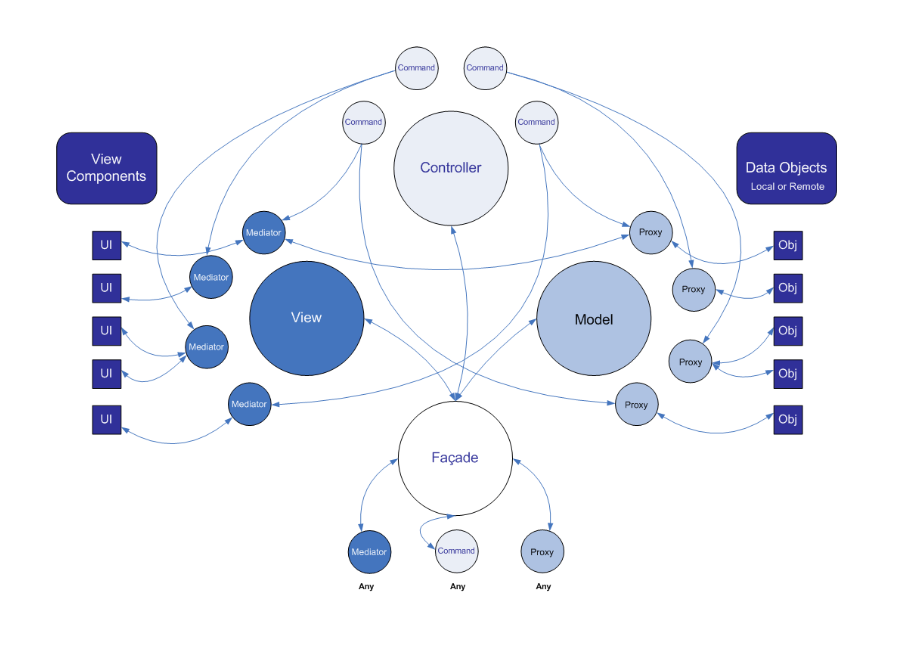 Command
Command
Command
Command
View
Components
Controller
Data Objects
Local or Remote
Mediator
Proxy
UI
Obj
Mediator
UI
Proxy
Obj
View
Model
UI
Mediator
Proxy
Obj
UI
Obj
Mediator
Proxy
UI
Obj
Façade
Mediator
Command
Proxy
Any
Any
Any